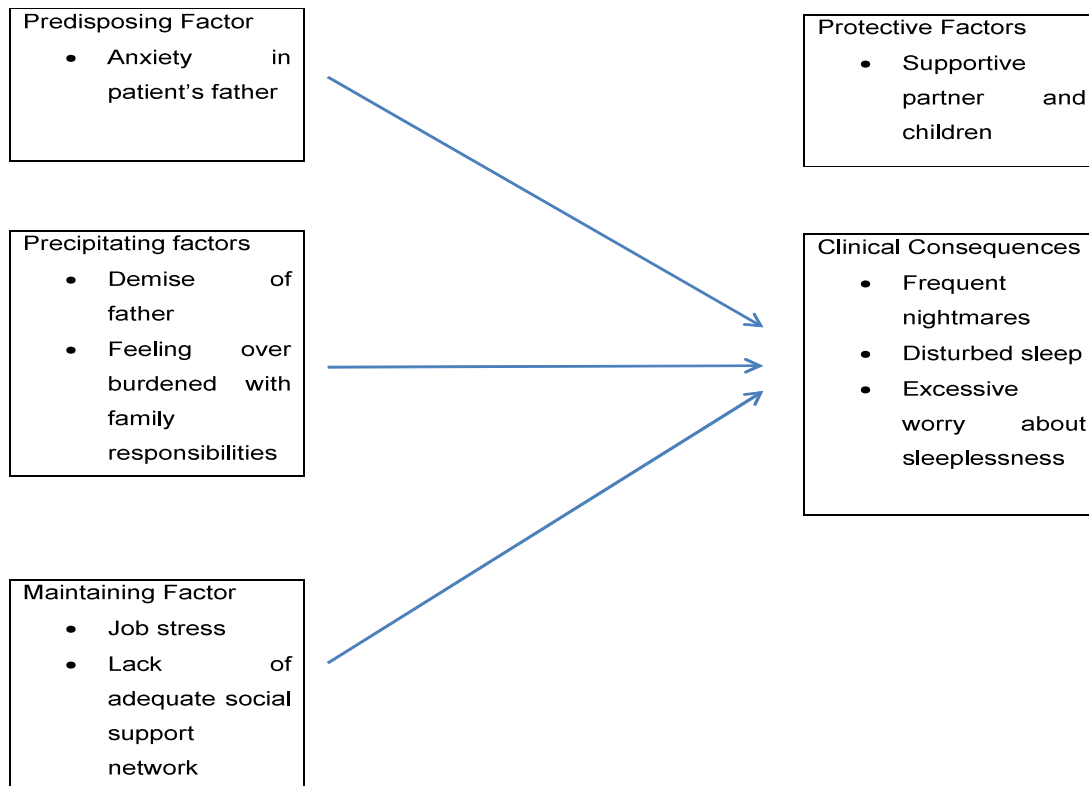 Predisposing Factor
• Anxiety in
patient's father
Protective Factors
• Supportive
partner and
children
Precipitating factors
• Demise of
father
• Feeling over
burdened with
family
responsibilities
Clinical Consequences
• Frequent
nightmares
• Disturbed sleep
• Excessive
worry about
sleeplessness
Maintaining Factor
• Job stress
• Lack of
adequate social
support
network